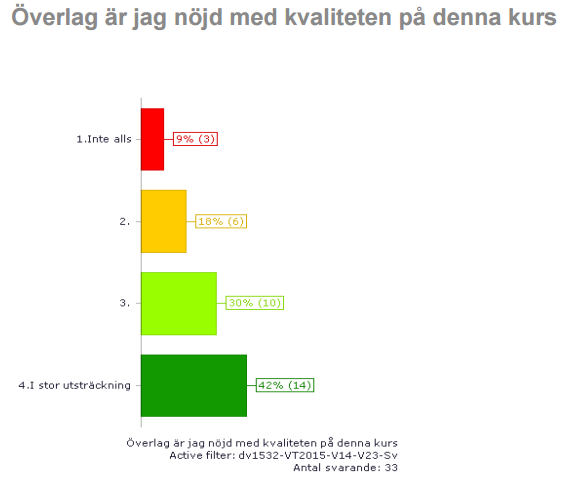 Överlag är jag nöjd med kvaliteten på denna kurs
1.Inte alls
9% (3)
2.
18% (6)
3.
30% (10)
4.I stor utsträckning
42% (14)
Överlag är jag nöjd med kvaliteten på denna kurs
Active filter: dv1532-VT2015-V14-V23-Sv
Antal svarande: 33